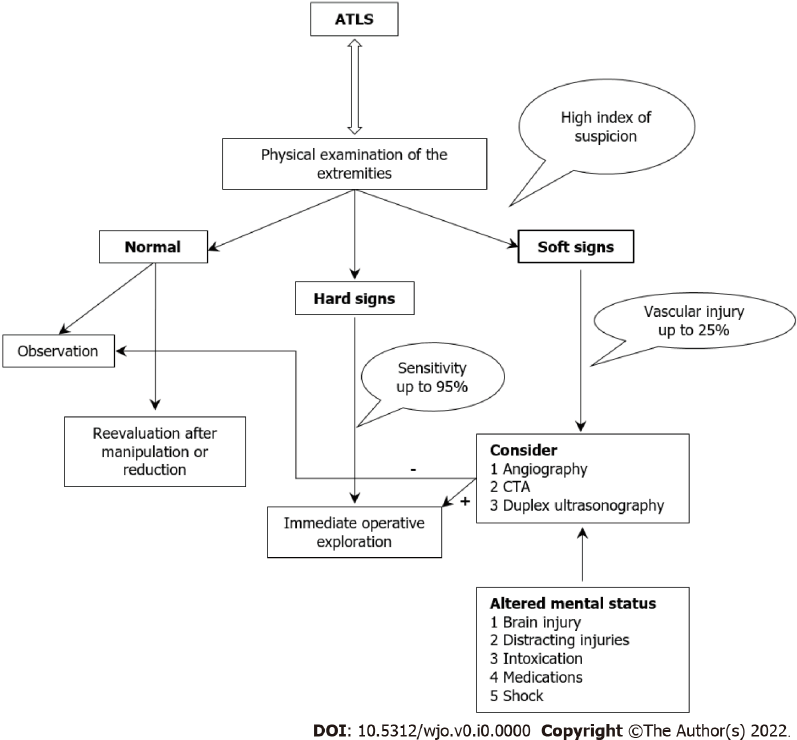 ATLS
Physical examination of the
extremities
High index of
suspicion
Normal
Hard signs
Soft signs
Vascular injury
up to 25%
Observation
Sensitivity
up to 95%
Reevaluation after
manipulation or
reduction
-
+
Consider
1 Angiography
2 CTA
3 Duplex ultrasonography
Immediate operative
exploration
Altered mental status
1 Brain injury
2 Distracting injuries
3 Intoxication
4 Medications
5 Shock
DOI: 10.5312/wjo.v0.i0.0000 Copyright ©The Author(s) 2022.